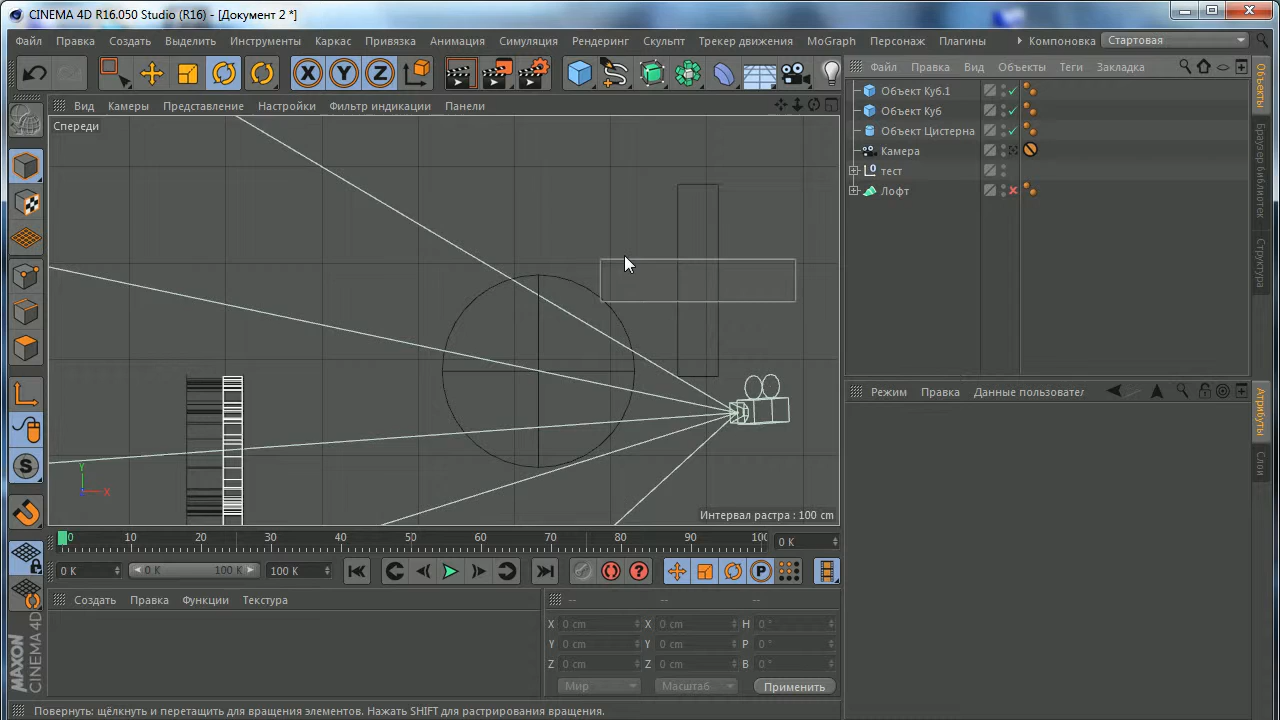 CINEMA 4D R16.050 Studio (R16) - [Документ 2 *]
Файл Правка Создать Выделить Инструменты Каркас Привязка Анимация Симуляция Рендеринг Скульпт Трекер движения MoGraph Персонаж Плагины Компоновка Стартовая
X Y Z
Файл Правка Вид Объекты Теги Закладка
Вид Камеры Представление Настройки Фильтр индикации Панели
Спереди
Объект Куб.1
Объект Куб
Объект Цистерна
Камера
тест
Лофт
Объекты
Браузер библиотек
Структура
Режим Правка Данные пользовател
Атрибуты
Слои
Y
X
Интервал растра : 100 cm
0 10 20 30 40 50 60 70 80 90 100 0 K
0 K 0 K 100 K 100 K
P
S
Создать Правка Функции Текстура
-- -- --
X 0 cm X 0 cm H 0 °
Y 0 cm Y 0 cm P 0 °
Z 0 cm Z 0 cm B 0 °
Мир Масштаб Применить
MAXON
CINEMA 4D
Повернуть: щёлкнуть и перетащить для вращения элементов. Нажать SHIFT для растрирования вращения.